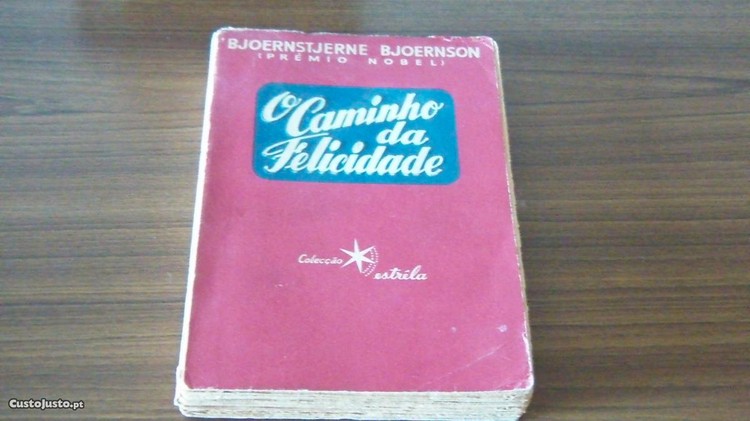 BJOERNSTJERNE BJOERNSON
(PRÉMIO NOBEL)
O Caminho
da
Felicidade
Colecção
estrêla
CustoJusto.pt